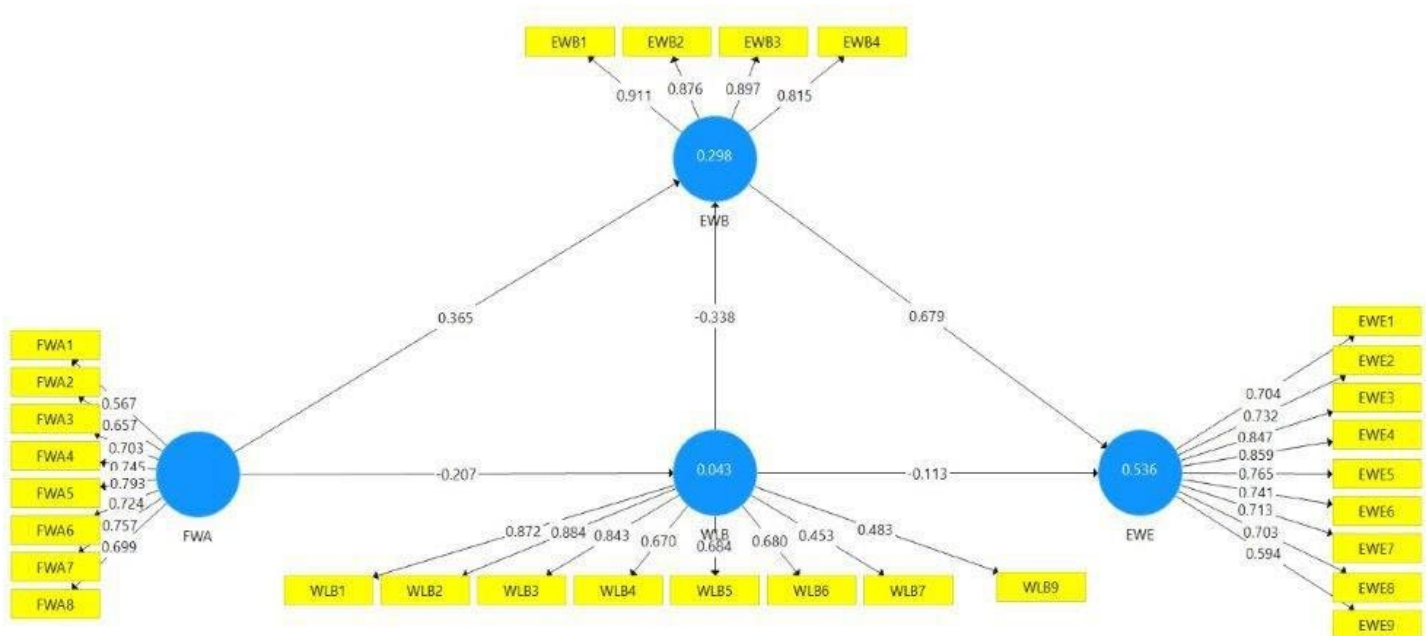 EWB1 EWB2 EWB3 EWB4
0.911 0.876 0.897 0.815
0.298
EWB
0.365 -0.338 0.679
FWA1
FWA2
FWA3
FWA4
FWA5
FWA6
FWA7
FWA8
0.567
0.657
0.703
0.745
0.793
0.724
0.757
0.699
FWA
-0.207
0.043
WLB
-0.113
0.536
EWE
0.704
0.732
0.847
0.859
0.765
0.741
0.713
0.703
0.594
EWE1
EWE2
EWE3
EWE4
EWE5
EWE6
EWE7
EWE8
EWE9
0.872 0.884 0.843 0.670 0.684 0.680 0.453 0.483
WLB1 WLB2 WLB3 WLB4 WLB5 WLB6 WLB7 WLB9